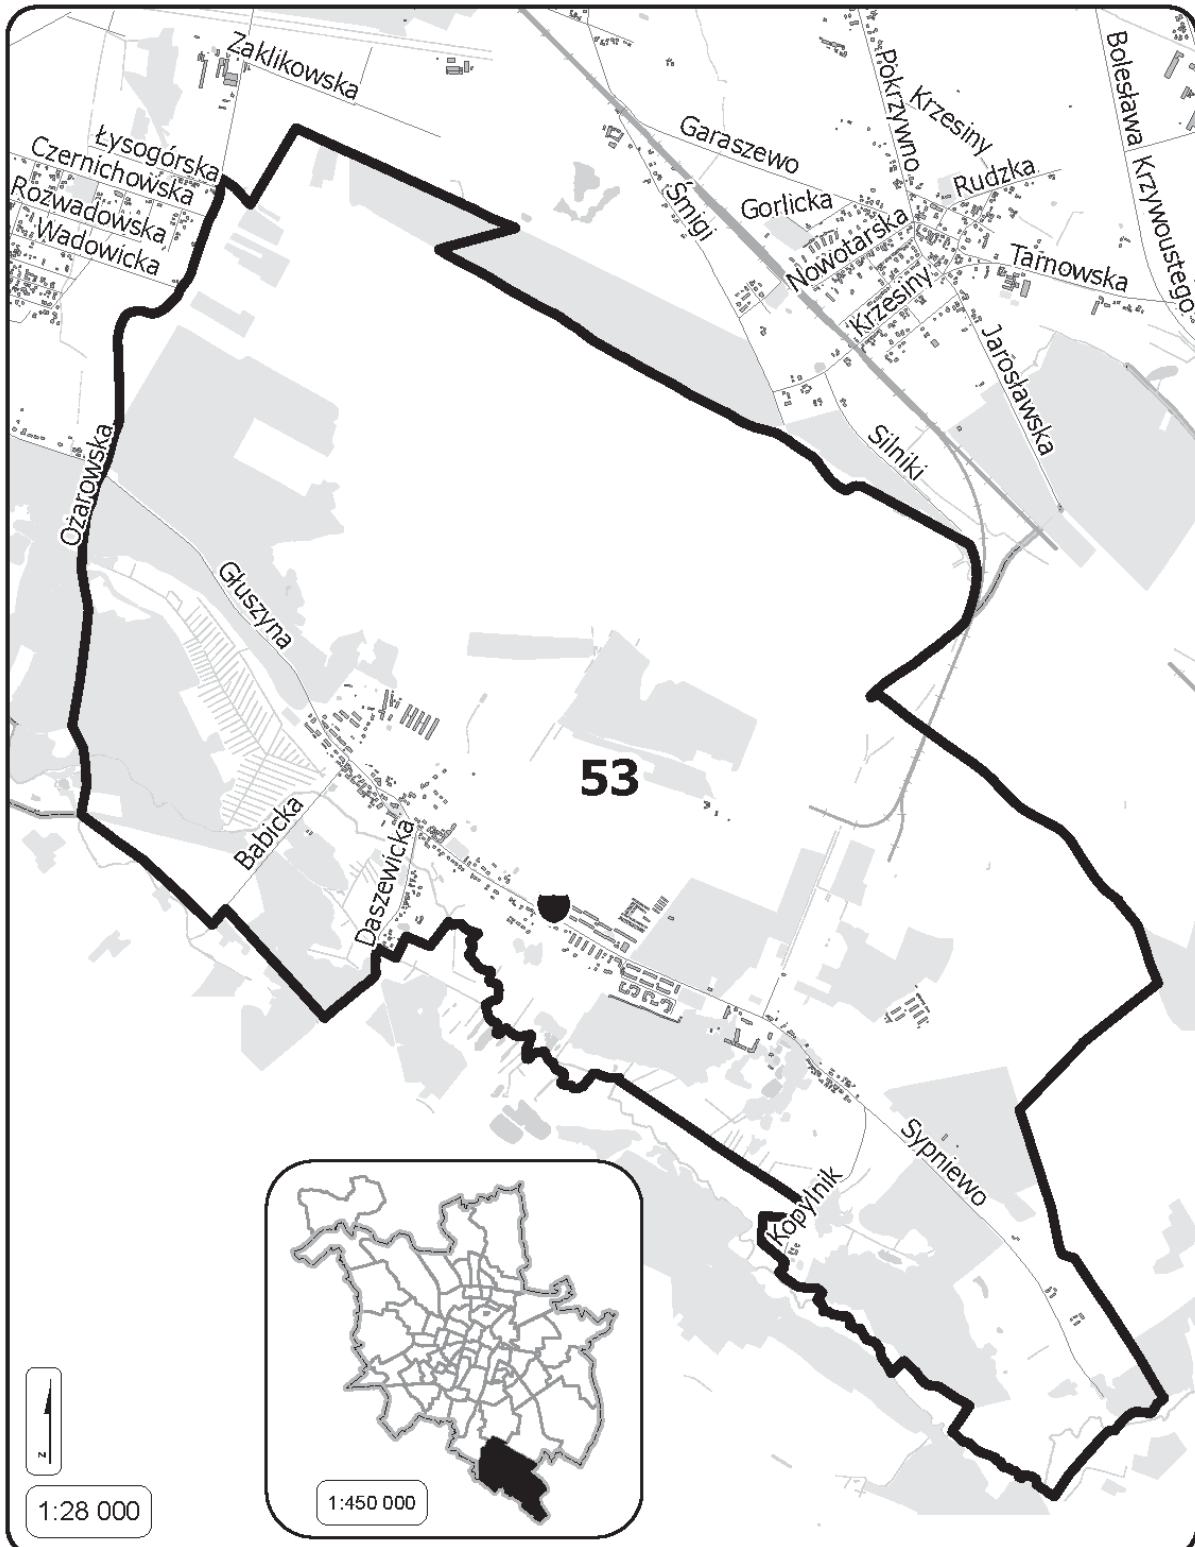 Zaklikowska
Łysogórska
Czernichowska
Rozwadowska
Wadowicka
Ożarowska
Głuszyna
Babicka
Daszewicka
53
Garaszewo
Śmigi
Pokrzywno
Krzesiny
Rudzka
Gorlicka
Nowotarska
Krzesiny
Tarnowska
Bolesława Krzywoustego
Jarosławska
Silniki
Sypniewo
Kopylnik
N
1:28 000
1:450 000